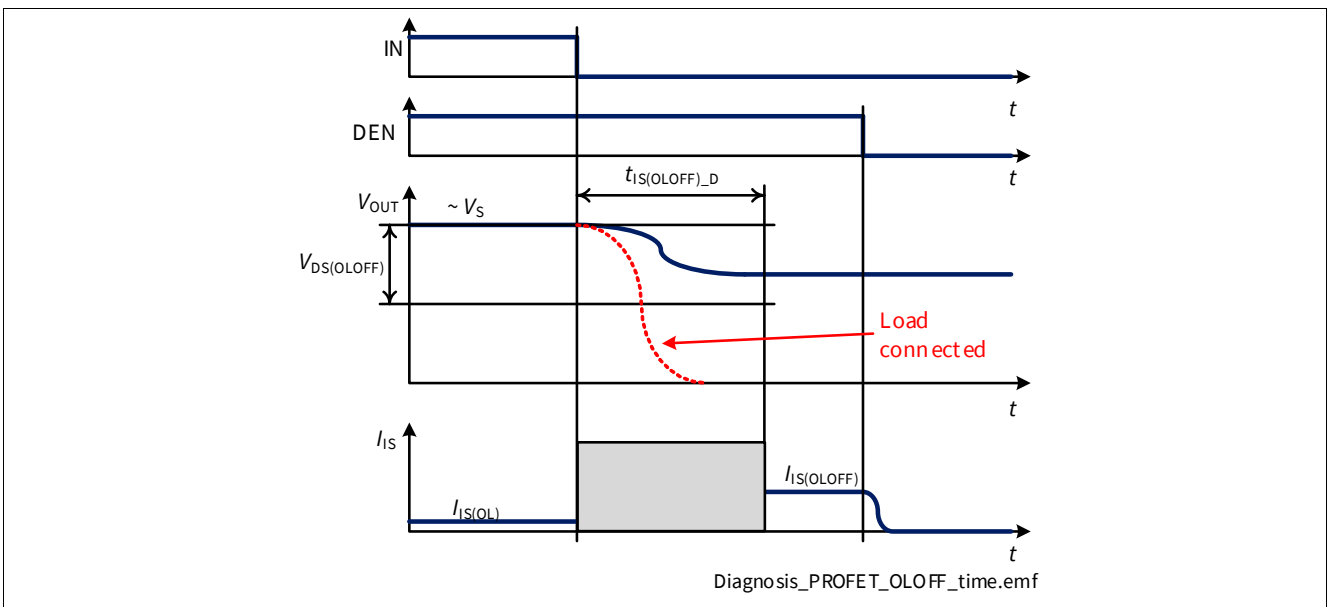 IN
t
DEN
t
tIS(OLOFF)_D
VOUT
~ VS
VDS(OLOFF)
Load
connected
t
IIS
IIS(OLOFF)
IIS(OL)
t
Diagnosis_PROFET_OLOFF_time.emf